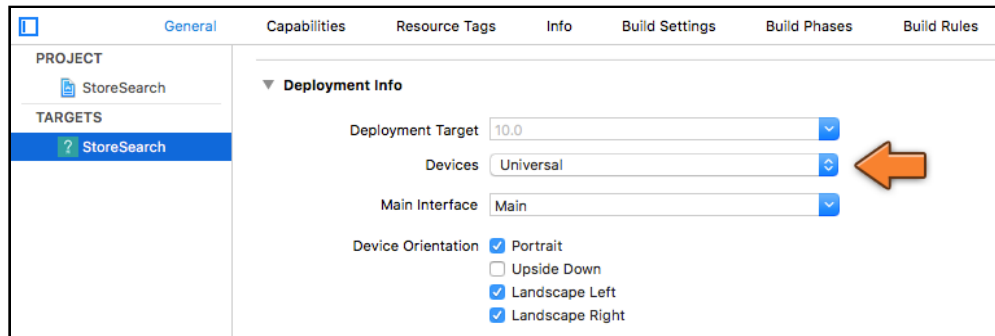 General Capabilities Resource Tags Info Build Settings Build Phases Build Rules
PROJECT
StoreSearch
TARGETS
? StoreSearch
Deployment Info
Deployment Target 10.0
Devices Universal
Main Interface Main
Device Orientation Portrait
Upside Down
Landscape Left
Landscape Right